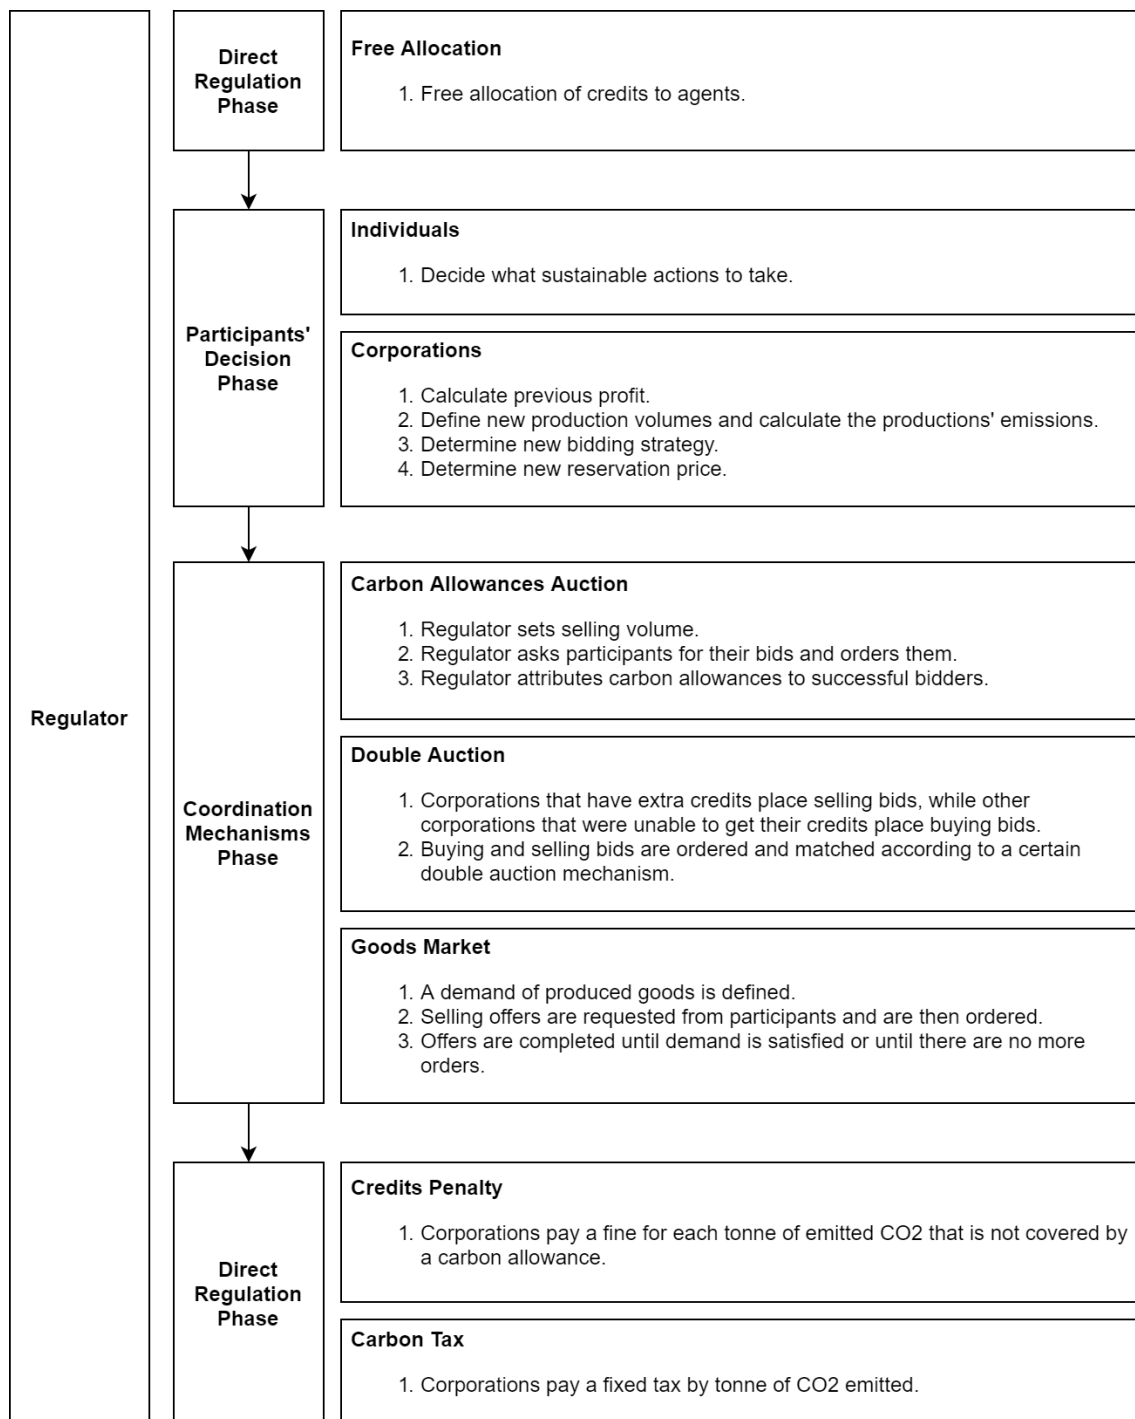 Regulator
Direct
Regulation
Phase
Free Allocation
1. Free allocation of credits to agents.
Participants'
Decision
Phase
Individuals
1. Decide what sustainable actions to take.
Corporations
1. Calculate previous profit.
2. Define new production volumes and calculate the productions' emissions.
3. Determine new bidding strategy.
4. Determine new reservation price.
Coordination
Mechanisms
Phase
Carbon Allowances Auction
1. Regulator sets selling volume.
2. Regulator asks participants for their bids and orders them.
3. Regulator attributes carbon allowances to successful bidders.
Double Auction
1. Corporations that have extra credits place selling bids, while other
corporations that were unable to get their credits place buying bids.
2. Buying and selling bids are ordered and matched according to a certain
double auction mechanism.
Goods Market
1. A demand of produced goods is defined.
2. Selling offers are requested from participants and are then ordered.
3. Offers are completed until demand is satisfied or until there are no more
orders.
Direct
Regulation
Phase
Credits Penalty
1. Corporations pay a fine for each tonne of emitted CO2 that is not covered by
a carbon allowance.
Carbon Tax
1. Corporations pay a fixed tax by tonne of CO2 emitted.